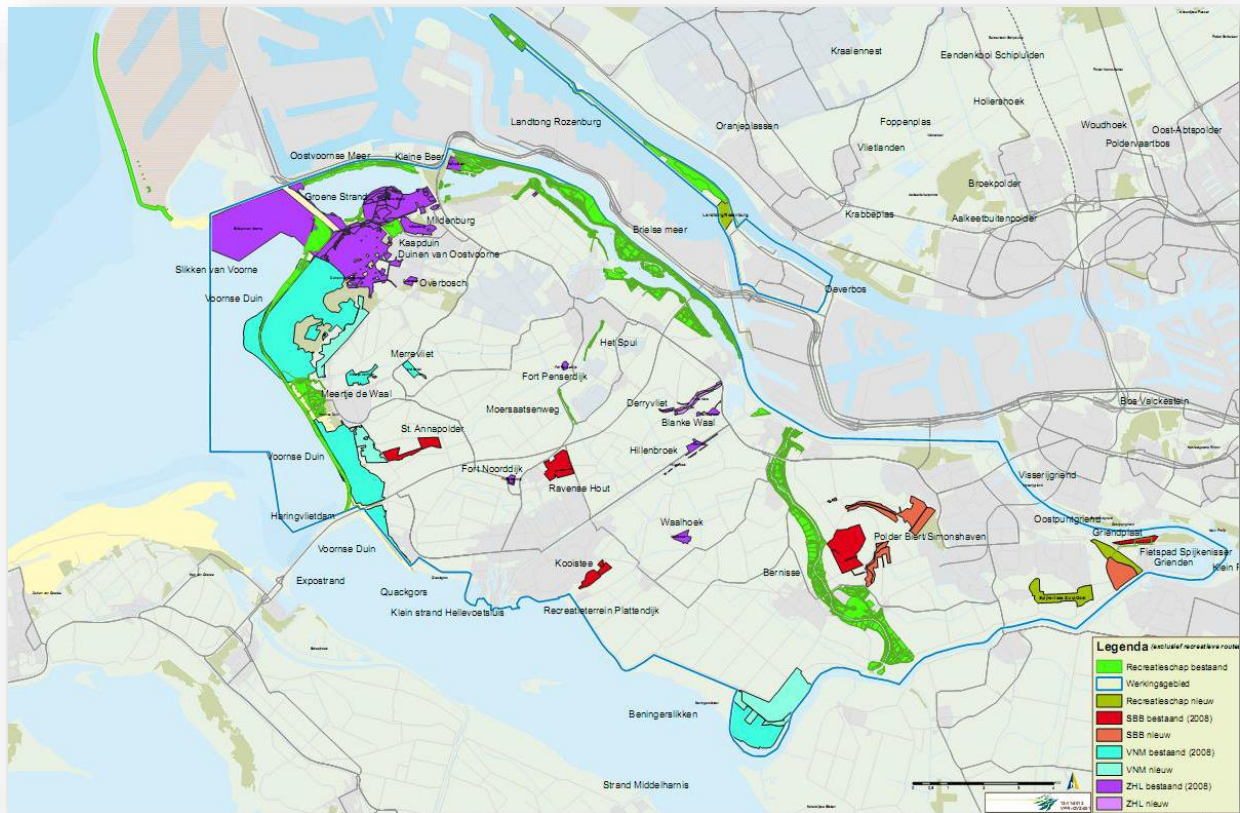 Kraaiennest
Eendenkooi Schipluiden
Holierhoek
Landtong Rozenburg
Oranjeplassen
Foppenplas
Woudhoek
Oost-Abtspolder
Poldervaartbos
Vlietlanden
Oostvoornse Meer
Kleine Beer
Broekpolder
Groene Strand
Krabbeplas
Aalkeetbuitenpolder
Mildenburg
Brielse meer
Kaapduin
Duinen van Oostvoorne
Slikken van Voorne
Overbosch
Oeverbos
Voornse Duin
Het Spui
Merrevliet
Fort Penserdijk
Meertje de Waal
Derryvliet
Moersaatsenweg
Blanke Waal
Bos Valckestein
St. Annapolder
Hillenbroek
Voornse Duin
Fort Noorddijk
Ravense Hout
Visserijgriend
Haringvlietdam
Waalhoek
Oostpuntgriend
Griendplaat
Polder Biert/Simonshaven
Voornse Duin
Fietspad Spijkenisser
Grienden
Kooistee
Bernisse
Expostrand
Quackgors
Klein strand Hellevoetsluis
Recreatieterrein Plattendijk
Beningerslikken
Strand Middelharnis
Legenda (exclusief recreatieve routes
Recreatieschap bestaand
Werkingsgebied
Recreatieschap nieuw
SBB bestaand (2008)
SBB nieuw
VNM bestaand (2008)
VNM nieuw
ZHL bestaand (2008)
ZHL nieuw